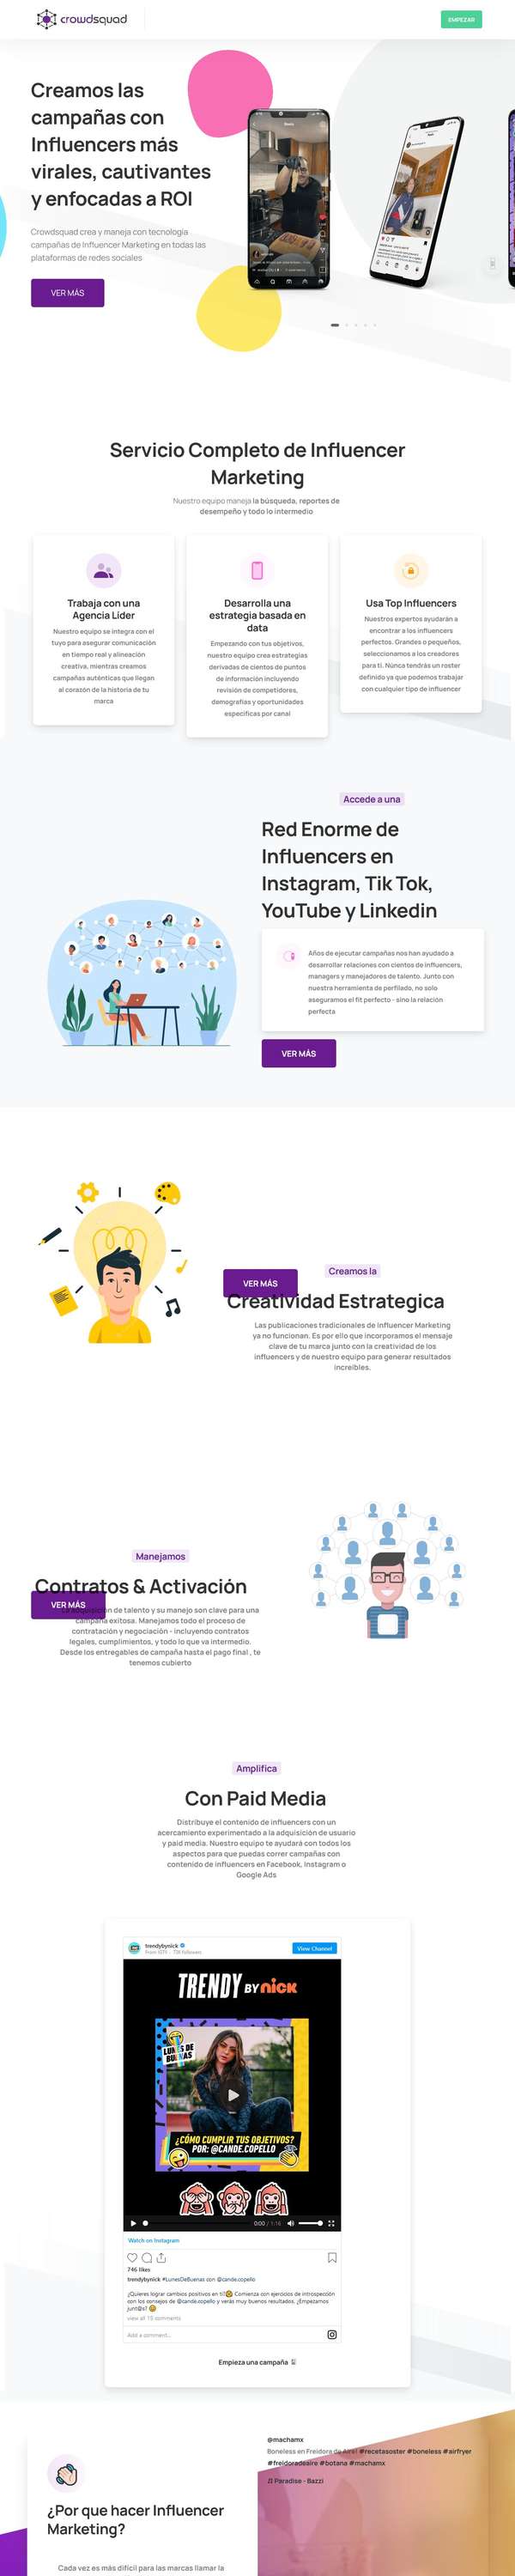 crowdsquad
EMPEZAR
Creamos las
campañas con
Influencers más
virales, cautivantes
y enfocadas a ROI
Crowdsquad crea y maneja con tecnología
campañas de Influencer Marketing en todas las
plataformas de redes sociales
VER MÁS
Servicio Completo de Influencer
Marketing
Nuestro equipo maneja la búsqueda, reportes de
desempeño y todo lo intermedio
Trabaja con una
Agencia Lider
Nuestro equipo se integra con el
tuyo para asegurar comunicación
en tiempo real y alineación
creativa, mientras creamos
campañas auténticas que llegan
al corazón de la historia de tu
marca
Desarrolla una
estrategia basada en
data
Empezando con tus objetivos,
nuestro equipo crea estrategias
derivadas de cientos de puntos
de información incluyendo
revisión de competidores,
demografías y oportunidades
específicas por canal
Usa Top Influencers
Nuestros expertos ayudarán a
encontrar a los influencers
perfectos. Grandes o pequeños,
seleccionamos a los creadores
para ti. Núnca tendrás un roster
definido ya que podemos trabajar
con cualquier tipo de influencer
Accede a una
Red Enorme de
Influencers en
Instagram, Tik Tok,
YouTube y Linkedin
Años de ejecutar campañas nos han ayudado a
desarrollar relaciones con cientos de influencers,
managers y manejadores de talento. Junto con
nuestra herramienta de perfilado, no solo
aseguramos el fit perfecto - sino la relación
perfecta
VER MÁS
Creamos la
VER MÁS
Creatividad Estrategica
Las publicaciones tradicionales de influencer Marketing
ya no funcionan. Es por ello que incorporamos el mensaje
clave de tu marca junto con la creatividad de los
influencers y de nuestro equipo para generar resultados
increíbles.
Manejamos
Contratos & Activación
VER MÁS
de talento y su manejo son clave para una
campaña exitosa. Manejamos todo el proceso de
contratación y negociación - incluyendo contratos
legales, cumplimientos, y todo lo que va intermedio.
Desde los entregables de campaña hasta el pago final , te
tenemos cubierto
Amplifica
Con Paid Media
Distribuye el contenido de influencers con un
acercamiento experimentado a la adquisición de usuario
y paid media. Nuestro equipo te ayudará con todos los
aspectos para que puedas correr campañas con
contenido de influencers en Facebook, Instagram o
Google Ads
trendybynick
View Channel
TRENDY BY nick
LUNES DE
BUENAS
¿CÓMO CUMPLIR TUS OBJETIVOS?
POR: @CANDE.COPELLO
0:00 / 1:16
Watch on Instagram
746 likes
trendybynick #LunesDeBuenas con @cande.copello
¿Quieres lograr cambios positivos en ti? Comienza con ejercicios de introspección
con los consejos de @cande.copello y verás muy buenos resultados. ¡Empezamos
junt@s!
view all 15 comments
Add a comment...
Empieza una campaña
@machamx
Boneless en Freidora de Aire! #recetasoster #boneless #airfryer
#freidoradeaire #botana #machamx
♫ Paradise - Bazzi
¿Por que hacer Influencer
Marketing?
Cada vez es más difícil para las marcas llamar la